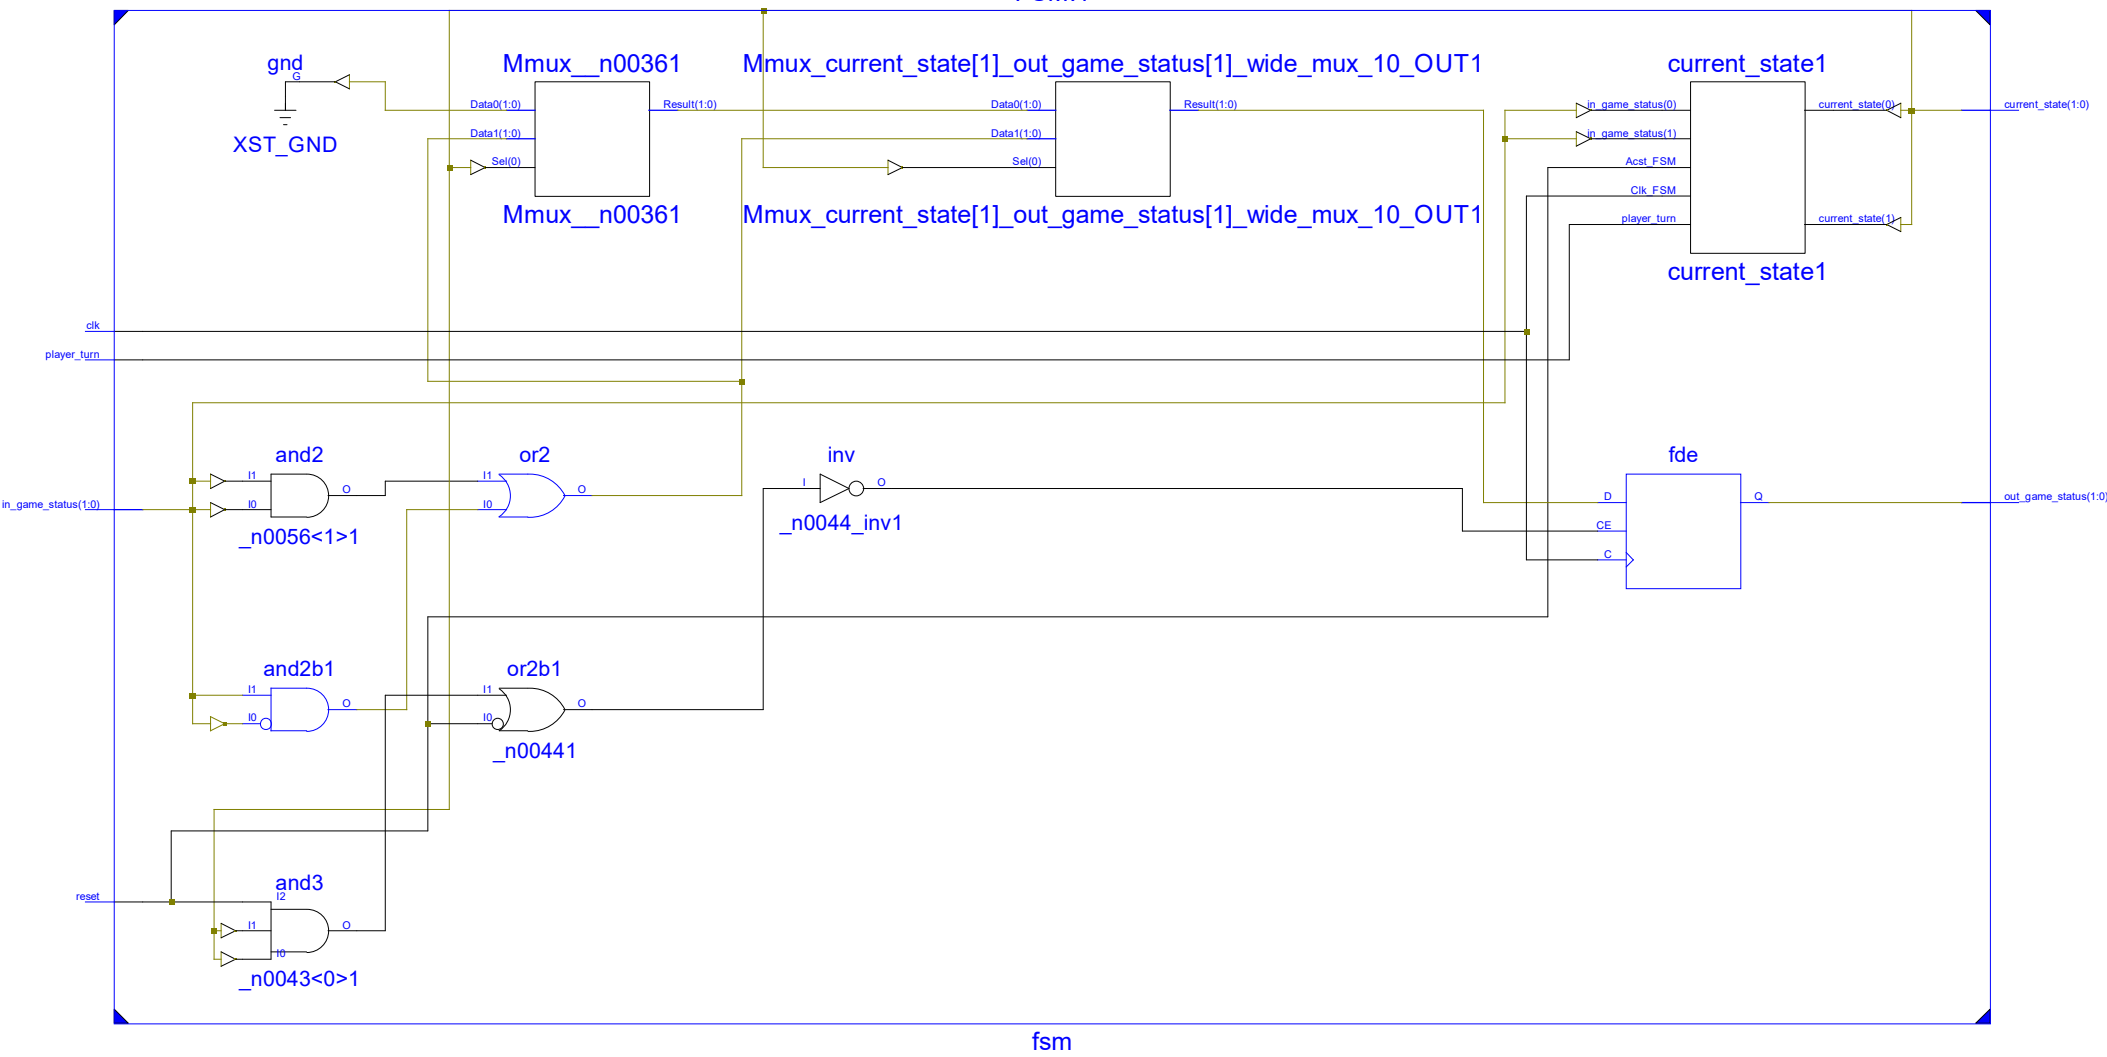 gnd
G
XST_GND
Mmux__n00361
Data0(1:0)
Data1(1:0)
Sel(0)
Result(1:0)
Mmux__n00361
Mmux_current_state[1]_out_game_status[1]_wide_mux_10_OUT1
Data0(1:0)
Data1(1:0)
Sel(0)
Result(1:0)
Mmux_current_state[1]_out_game_status[1]_wide_mux_10_OUT1
current_state1
in_game_status(0)
in_game_status(1)
Acst_FSM
Clk_FSM
player_turn
current_state(0)
current_state(1)
current_state1
current_state(1:0)
clk
player_turn
in_game_status(1:0)
and2
I1
I0
O
_n0056<1>1
or2
I1
I0
O
inv
I
O
_n0044_inv1
fde
D
CE
C
Q
out_game_status(1:0)
and2b1
I1
I0
O
or2b1
I1
I0
O
_n00441
reset
and3
I2
I1
I0
O
_n0043<0>1
fsm